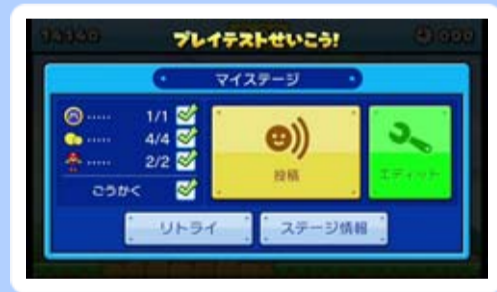 14340 プレイテストせいこう! 000
マイステージ
..... 1/1
..... 4/4
..... 2/2
ごうかく
投稿
エディット
リトライ
ステージ情報